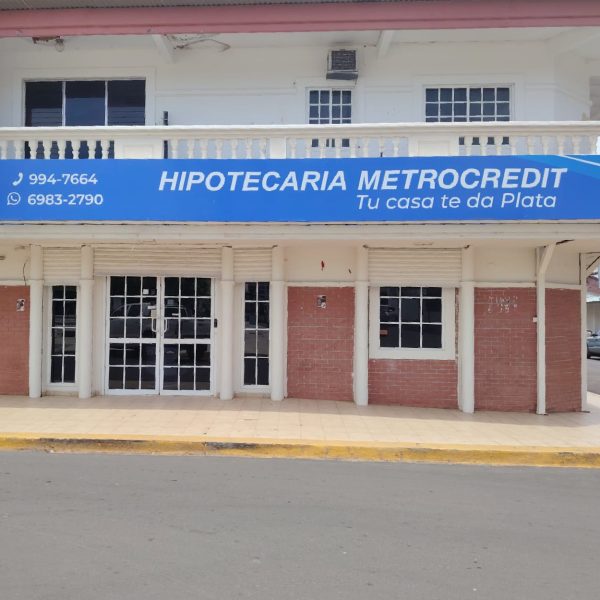 994-7664
6983-2790
HIPOTECARIA METROCREDIT
Tu casa te da Plata